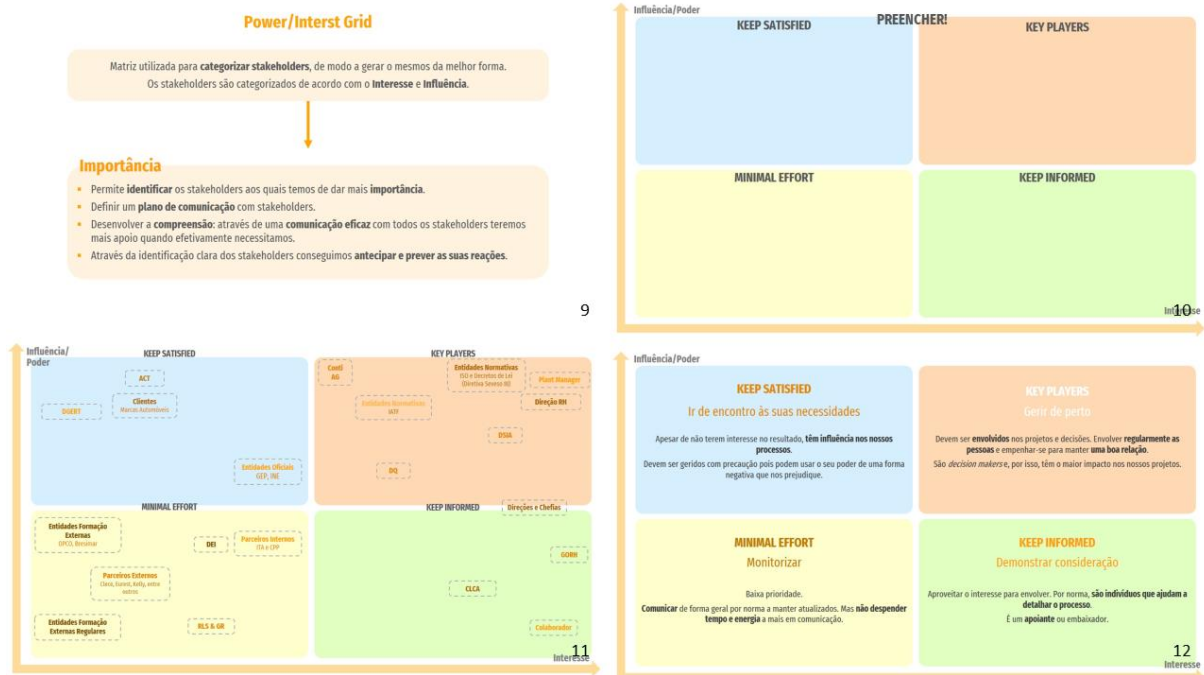 Power/Interst Grid
Matriz utilizada para categorizar stakeholders, de modo a gerar o mesmos da melhor forma.
Os stakeholders são categorizados de acordo com o Interesse e Influência.
Importância
Permite identificar os stakeholders aos quais temos de dar mais importância.
Definir um plano de comunicação com stakeholders.
Desenvolver a compreensão: através de uma comunicação eficaz com todos os stakeholders teremos
mais apoio quando efetivamente necessitamos.
Através da identificação clara dos stakeholders conseguimos antecipar e prever as suas reações.
9
Influência/Poder
PREENCHER!
KEEP SATISFIED
KEY PLAYERS
MINIMAL EFFORT
KEEP INFORMED
Interesse
10
Influência/
Poder
KEEP SATISFIED
KEY PLAYERS
ACT
Clientes
Marcas Automóveis
DGERT
Entidades Oficiais
GEP, INE
Conti
AG
Entidades Normativas
ISO e Decretos de Lei
(Diretiva Seveso III)
Plant Manager
Entidades Normativas
IATF
Direção RH
DSIA
DQ
MINIMAL EFFORT
KEEP INFORMED
Direções e Chefias
Entidades Formação
Externas
DEI
Parceiros Internos
ITA e CPP
Parceiros Externos
Entidades Formação
Externas Regulares
RLS & GR
GORH
CLCA
Colaborador
11
Interesse
Influência/Poder
KEEP SATISFIED
Ir de encontro ás suas necessidades
Apesar de não terem interesse no resultado, têm influência nos nossos
processos.
Devem ser geridos com precaução pois podem usar o seu poder de uma forma
negativa que nos prejudique.
KEY PLAYERS
Gerir de perto
Devem ser envolvidos nos projetos e decisões. Envolver regularmente as
pessoas e empenhar-se para manter uma boa relação.
São decision makers e, por isso, têm o maior impacto nos nossos projetos.
MINIMAL EFFORT
Monitorizar
Baixa prioridade.
Comunicar de forma geral por norma a manter atualizados. Mas não despender
tempo e energia a mais em comunicação.
KEEP INFORMED
Demonstrar consideração
Aproveitar o interesse para envolver. Por norma, são indivíduos que ajudam a
detalhar o processo.
É um apoiante ou embaixador.
12
Interesse